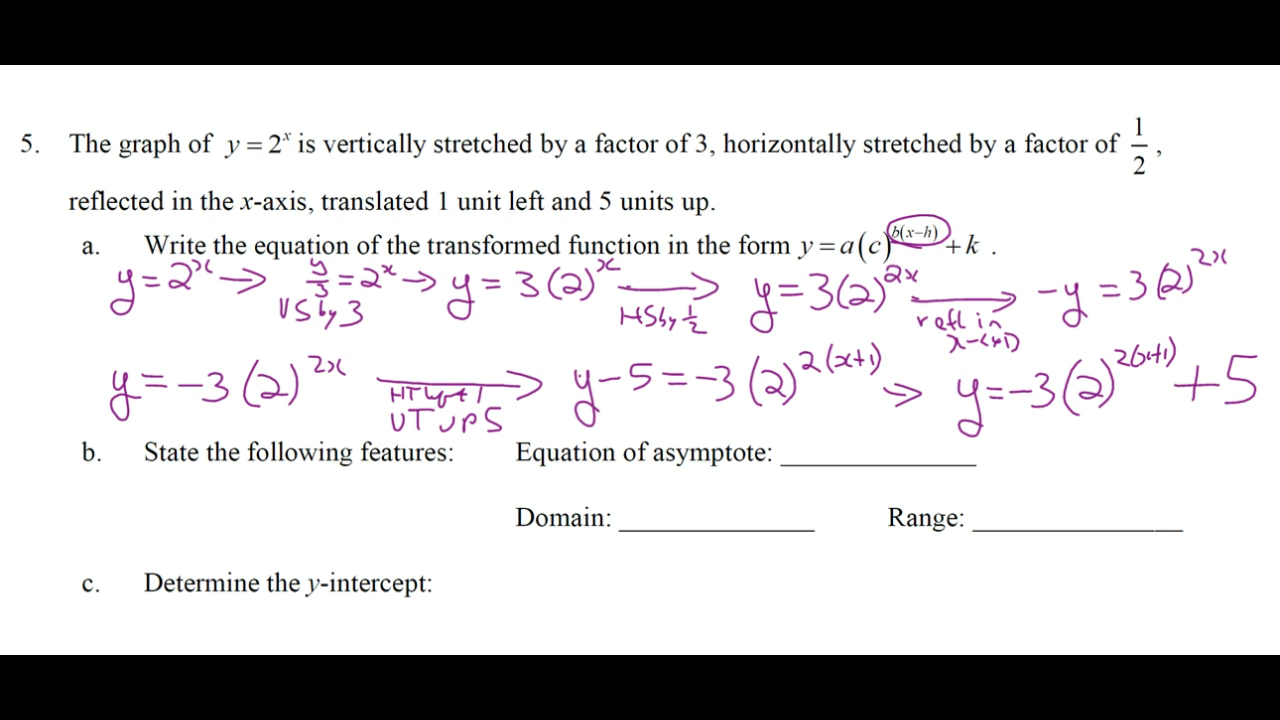 5. The graph of y = 2^x is vertically stretched by a factor of 3, horizontally stretched by a factor of 1/2,
reflected in the x-axis, translated 1 unit left and 5 units up.
a. Write the equation of the transformed function in the form y = a(c)^{b(x-h)} + k.
y = 2^x → y/3 = 2^x → y = 3(2)^x → y = 3(2)^{2x} → -y = 3(2)^{2x}
VS by 3 HS by 1/2 refl in x-axis
y = -3(2)^{2x} → y - 5 = -3(2)^{2(x+1)} ⇒ y = -3(2)^{2(x+1)} + 5
HT left 1
VT up 5
b. State the following features: Equation of asymptote: ______________
Domain: ______________ Range: _______________
c. Determine the y-intercept: